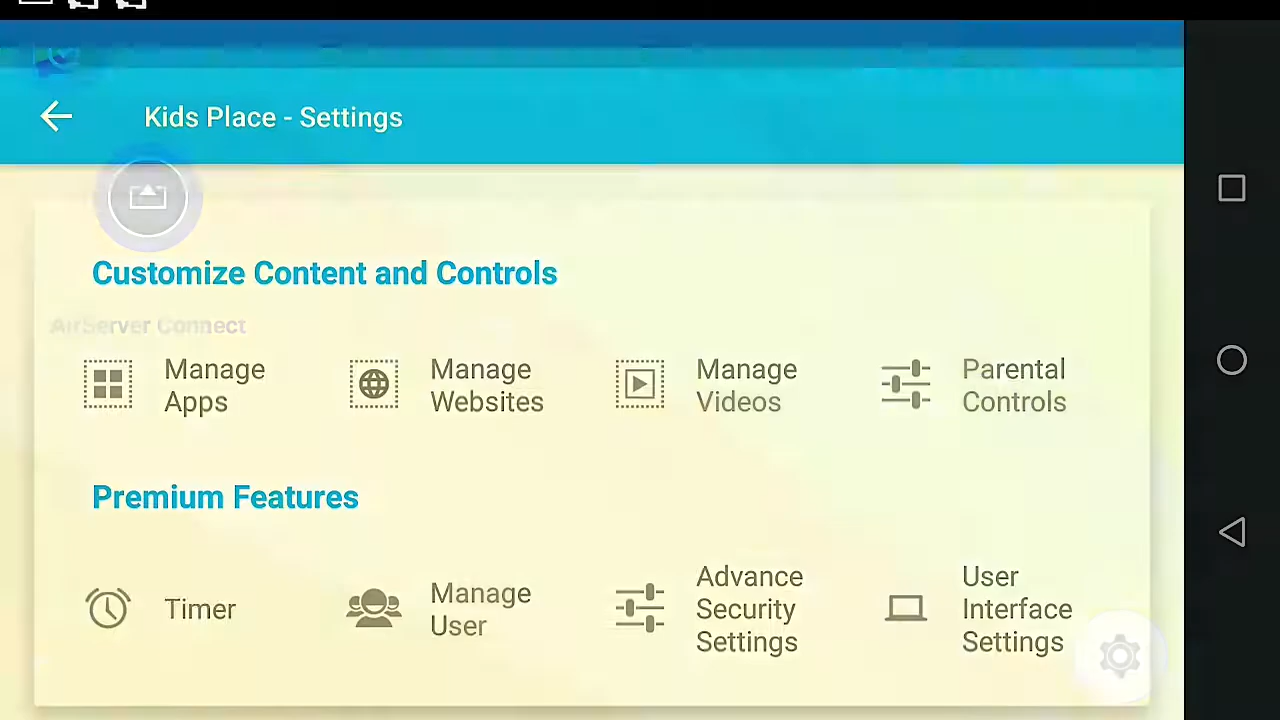 Kids Place - Settings
Customize Content and Controls
AirServer Connect
Manage
Apps
Manage
Websites
Manage
Videos
Parental
Controls
Premium Features
Timer
Manage
User
Advance
Security
Settings
User
Interface
Settings